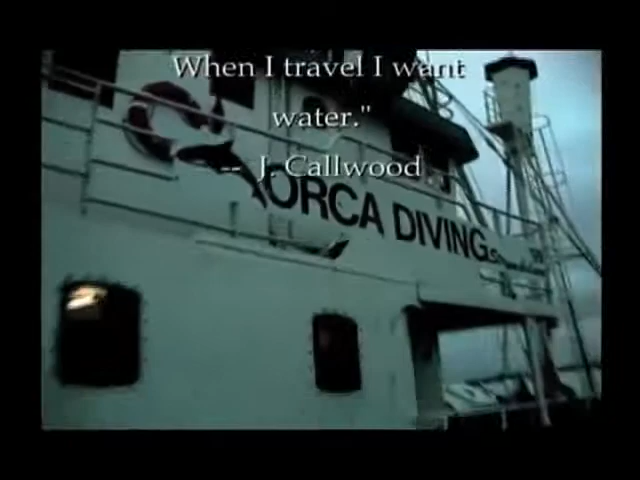 When I travel I want
water."
-- J. Callwood
ORCA DIVING